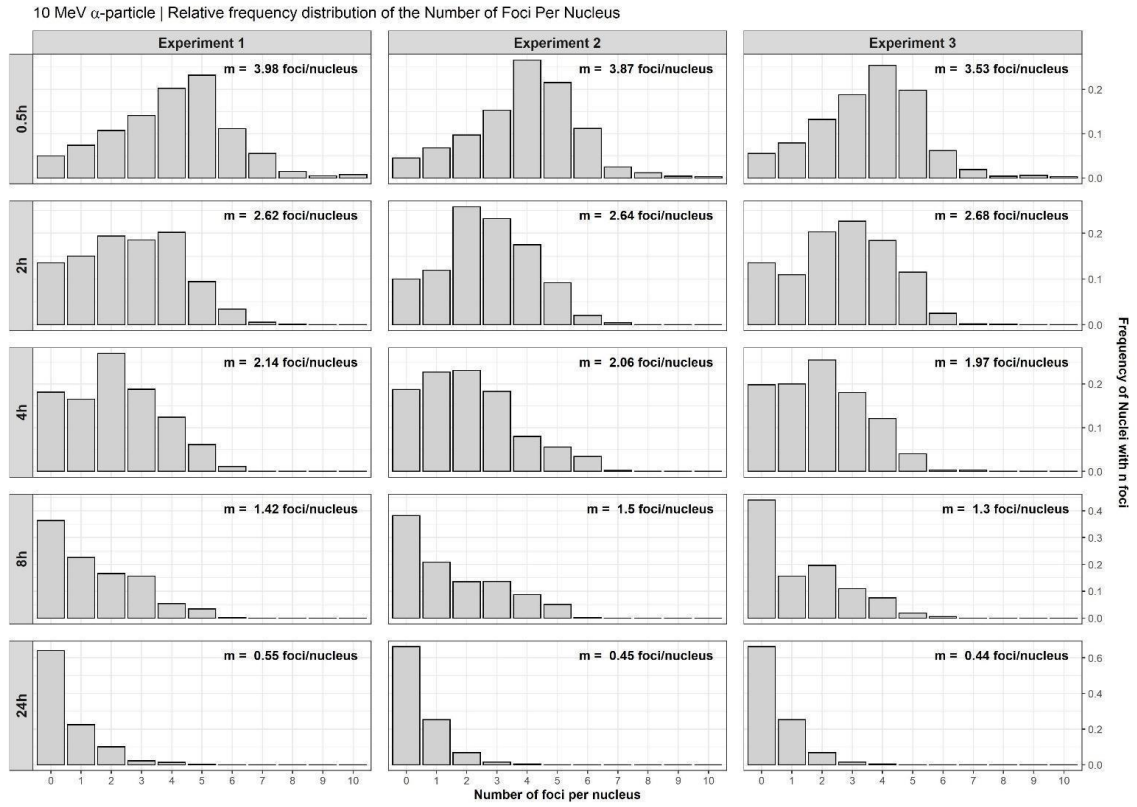 10 MeV α-particle | Relative frequency distribution of the Number of Foci Per Nucleus
Experiment 1
Experiment 2
Experiment 3
0.5h
m = 3.98 foci/nucleus
m = 3.87 foci/nucleus
m = 3.53 foci/nucleus
0.2
0.1
0.0
2h
m = 2.62 foci/nucleus
m = 2.64 foci/nucleus
m = 2.68 foci/nucleus
0.2
0.1
0.0
4h
m = 2.14 foci/nucleus
m = 2.06 foci/nucleus
m = 1.97 foci/nucleus
0.2
0.1
0.0
8h
m = 1.42 foci/nucleus
m = 1.5 foci/nucleus
m = 1.3 foci/nucleus
0.4
0.3
0.2
0.1
0.0
24h
m = 0.55 foci/nucleus
m = 0.45 foci/nucleus
m = 0.44 foci/nucleus
0.6
0.4
0.2
0.0
Frequency of Nuclei with n foci
0 1 2 3 4 5 6 7 8 9 10
0 1 2 3 4 5 6 7 8 9 10
0 1 2 3 4 5 6 7 8 9 10
Number of foci per nucleus